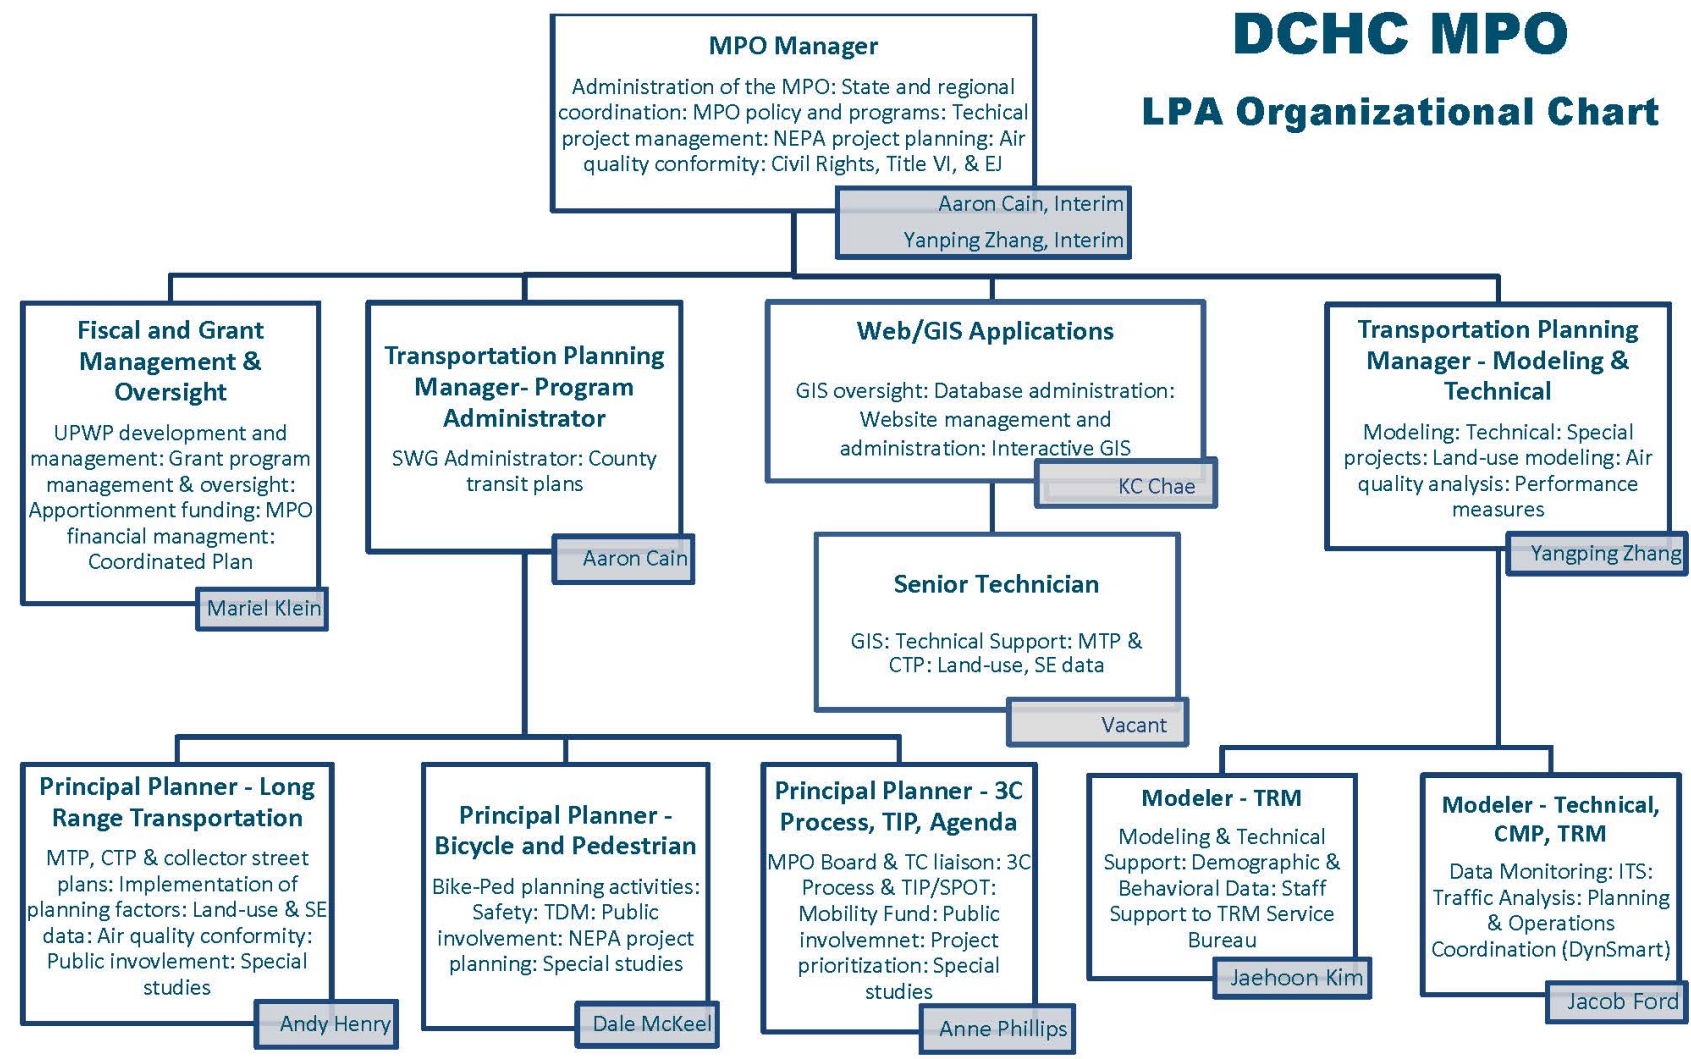 DCHC MPO
LPA Organizational Chart
MPO Manager
Administration of the MPO: State and regional
coordination: MPO policy and programs: Techical
project management: NEPA project planning: Air
quality conformity: Civil Rights, Title VI, & EJ
Aaron Cain, Interim
Yanping Zhang, Interim
Fiscal and Grant
Management &
Oversight
UPWP development and
management: Grant program
management & oversight:
Apportionment funding: MPO
financial managment:
Coordinated Plan
Mariel Klein
Transportation Planning
Manager- Program
Administrator
SWG Administrator: County
transit plans
Aaron Cain
Web/GIS Applications
GIS oversight: Database administration:
Website management and
administration: Interactive GIS
KC Chae
Transportation Planning
Manager - Modeling &
Technical
Modeling: Technical: Special
projects: Land-use modeling: Air
quality analysis: Performance
measures
Yangping Zhang
Senior Technician
GIS: Technical Support: MTP &
CTP: Land-use, SE data
Vacant
Principal Planner - Long
Range Transportation
MTP, CTP & collector street
plans: Implementation of
planning factors: Land-use & SE
data: Air quality conformity:
Public invovlement: Special
studies
Andy Henry
Principal Planner -
Bicycle and Pedestrian
Bike-Ped planning activities:
Safety: TDM: Public
involvement: NEPA project
planning: Special studies
Dale McKeel
Principal Planner - 3C
Process, TIP, Agenda
MPO Board & TC liaison: 3C
Process & TIP/SPOT:
Mobility Fund: Public
involvemnet: Project
prioritization: Special
studies
Anne Phillips
Modeler - TRM
Modeling & Technical
Support: Demographic &
Behavioral Data: Staff
Support to TRM Service
Bureau
Jaehoon Kim
Modeler - Technical,
CMP, TRM
Data Monitoring: ITS:
Traffic Analysis: Planning
& Operations
Coordination (DynSmart)
Jacob Ford